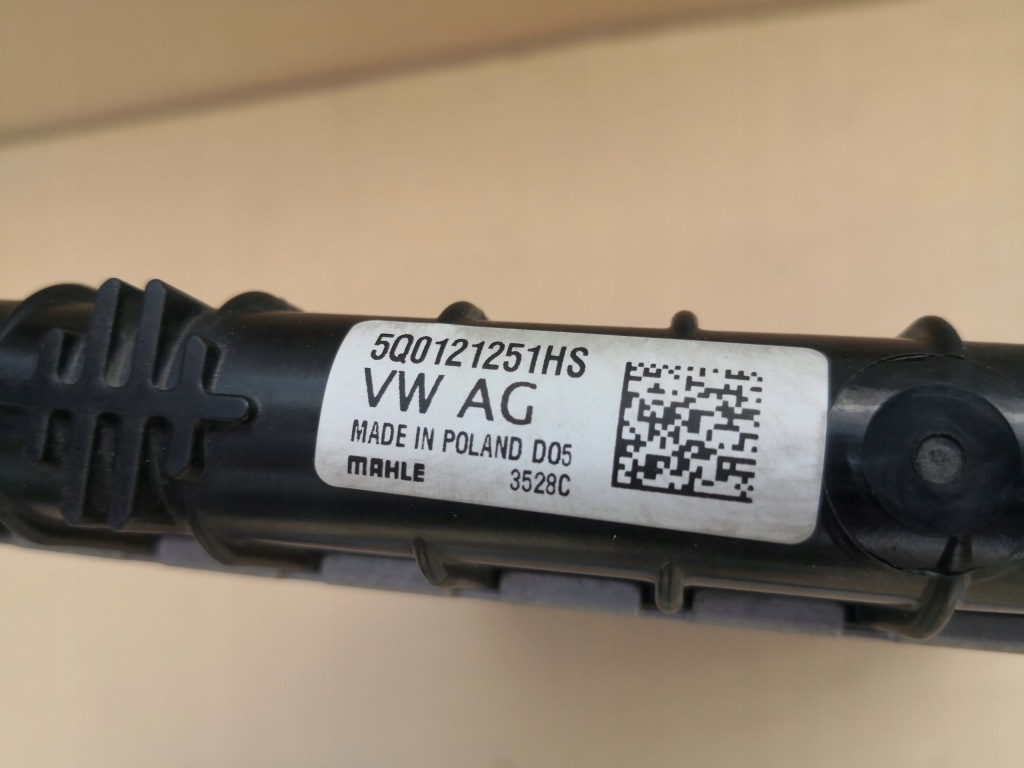 5Q0121251HS
VW AG
MADE IN POLAND D05
MAHLE 3528C